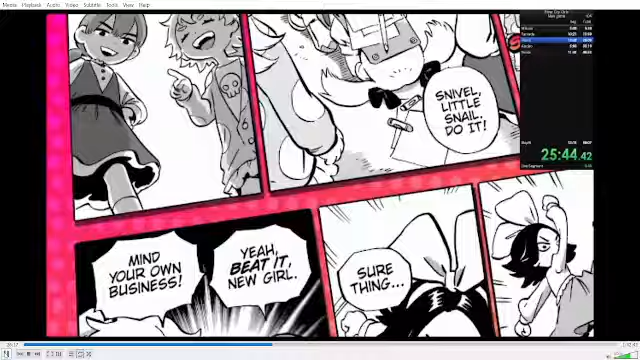 Media Playback Audio Video Subtitle Tools View Help
SNIVEL,
LITTLE
SNAIL.
DO IT!
25:44.42
MIND
YOUR OWN
BUSINESS!
YEAH,
BEAT IT,
NEW GIRL.
SURE
THING...